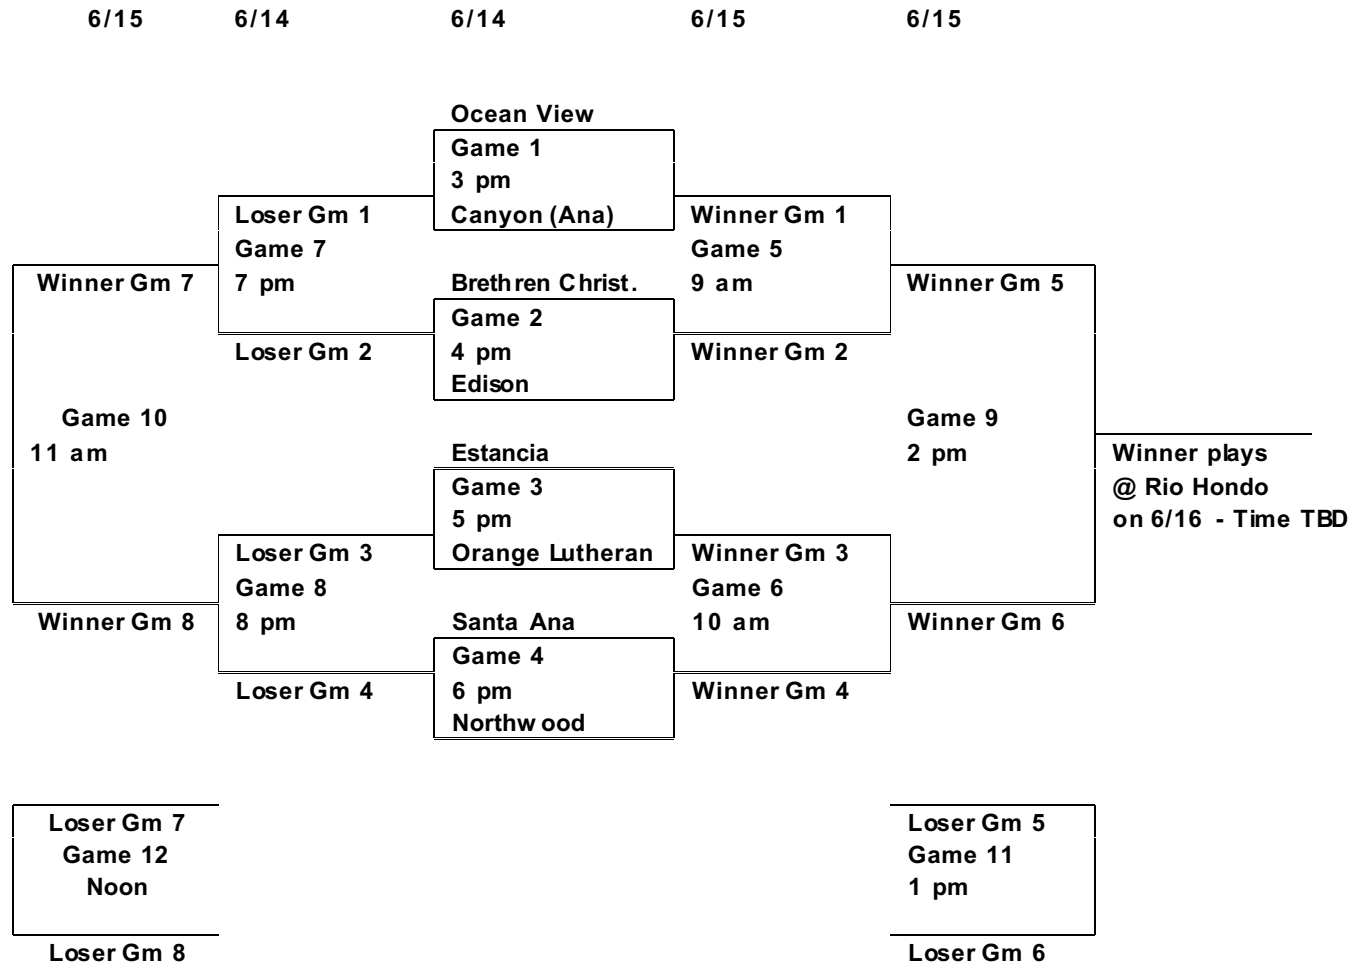 6/15 6/14 6/14 6/15 6/15
Ocean View
Game 1
3 pm
Loser Gm 1 Canyon (Ana) Winner Gm 1
Game 7 Game 5
Winner Gm 7 7 pm Brethren Christ. 9 am Winner Gm 5
Game 2
Loser Gm 2 4 pm Winner Gm 2
Edison
Game 10 Game 9
11 am Estancia 2 pm Winner plays
Game 3 @ Rio Hondo
5 pm on 6/16 - Time TBD
Loser Gm 3 Orange Lutheran Winner Gm 3
Game 8 Game 6
Winner Gm 8 8 pm Santa Ana 10 am Winner Gm 6
Game 4
Loser Gm 4 6 pm Winner Gm 4
Northwood
Loser Gm 7 Loser Gm 5
Game 12 Game 11
Noon 1 pm
Loser Gm 8 Loser Gm 6